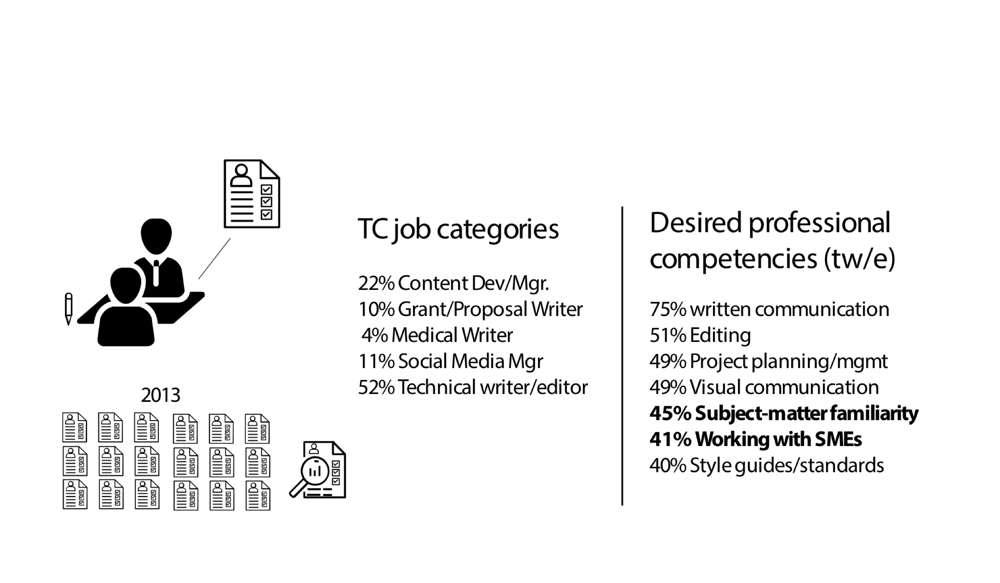 2013
TC job categories
22% Content Dev/Mgr.
10% Grant/Proposal Writer
4% Medical Writer
11% Social Media Mgr
52% Technical writer/editor
Desired professional
competencies (tw/e)
75% written communication
51% Editing
49% Project planning/mgmt
49% Visual communication
45% Subject-matter familiarity
41% Working with SMEs
40% Style guides/standards